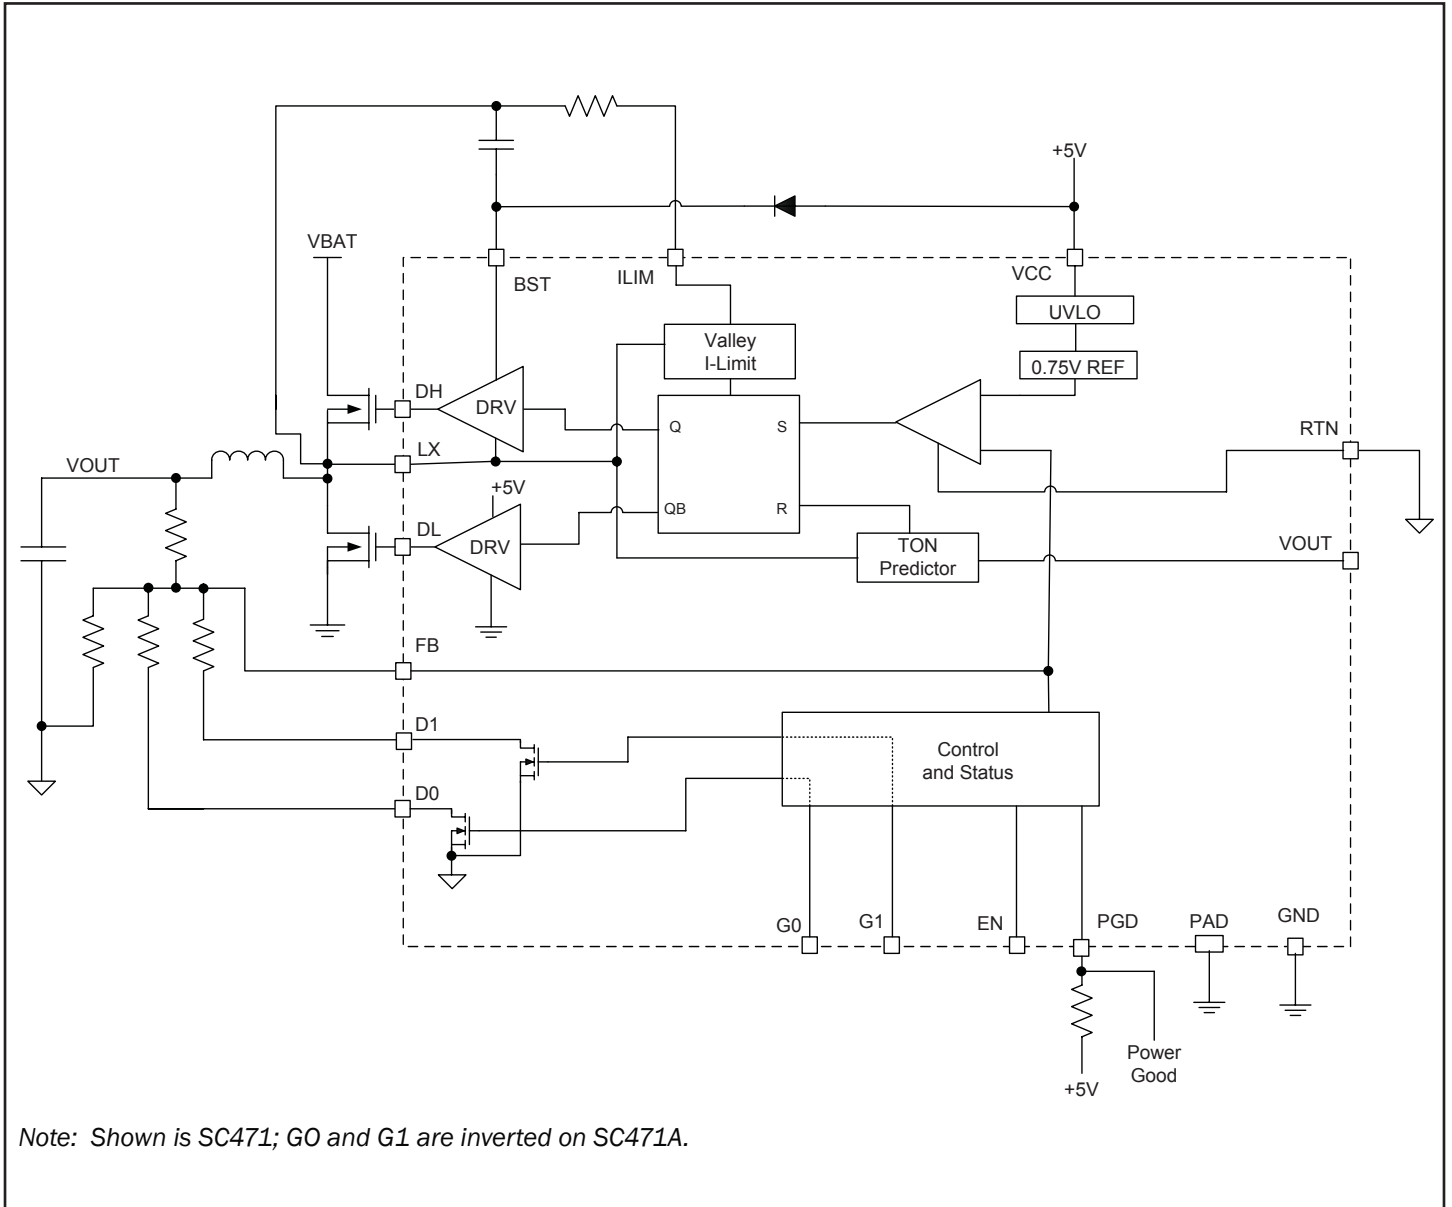 +5V
VBAT
BST
ILIM
VCC
UVLO
Valley
I-Limit
0.75V REF
DH
DRV
Q
S
RTN
LX
VOUT
+5V
QB
R
DL
DRV
TON
Predictor
VOUT
FB
D1
Control
and Status
D0
G0
G1
EN
PGD
PAD
GND
Power
Good
+5V
Note: Shown is SC471; GO and G1 are inverted on SC471A.